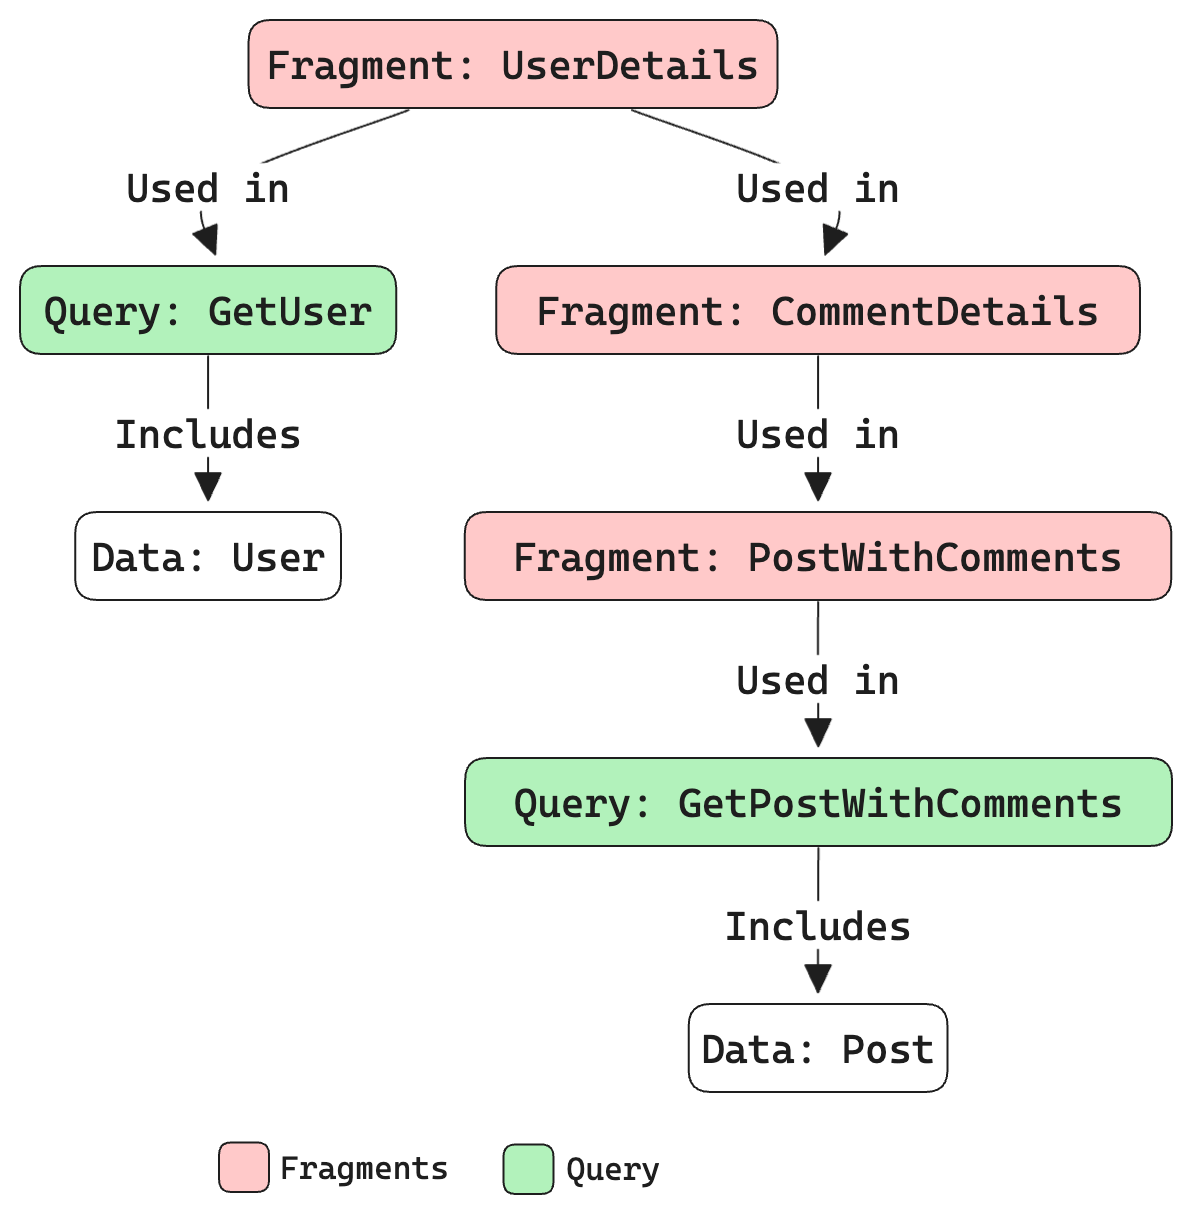 Fragment: UserDetails
Used in
Used in
Query: GetUser
Fragment: CommentDetails
Includes
Used in
Data: User
Fragment: PostWithComments
Used in
Query: GetPostWithComments
Includes
Data: Post
Fragments
Query